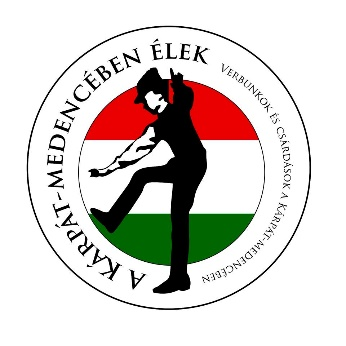 A KÁRPÁT-MEDENCÉBEN ÉLEK
VERBUNKOK ÉS CSÁRDÁSOK A KÁRPÁT-MEDENCÉBEN